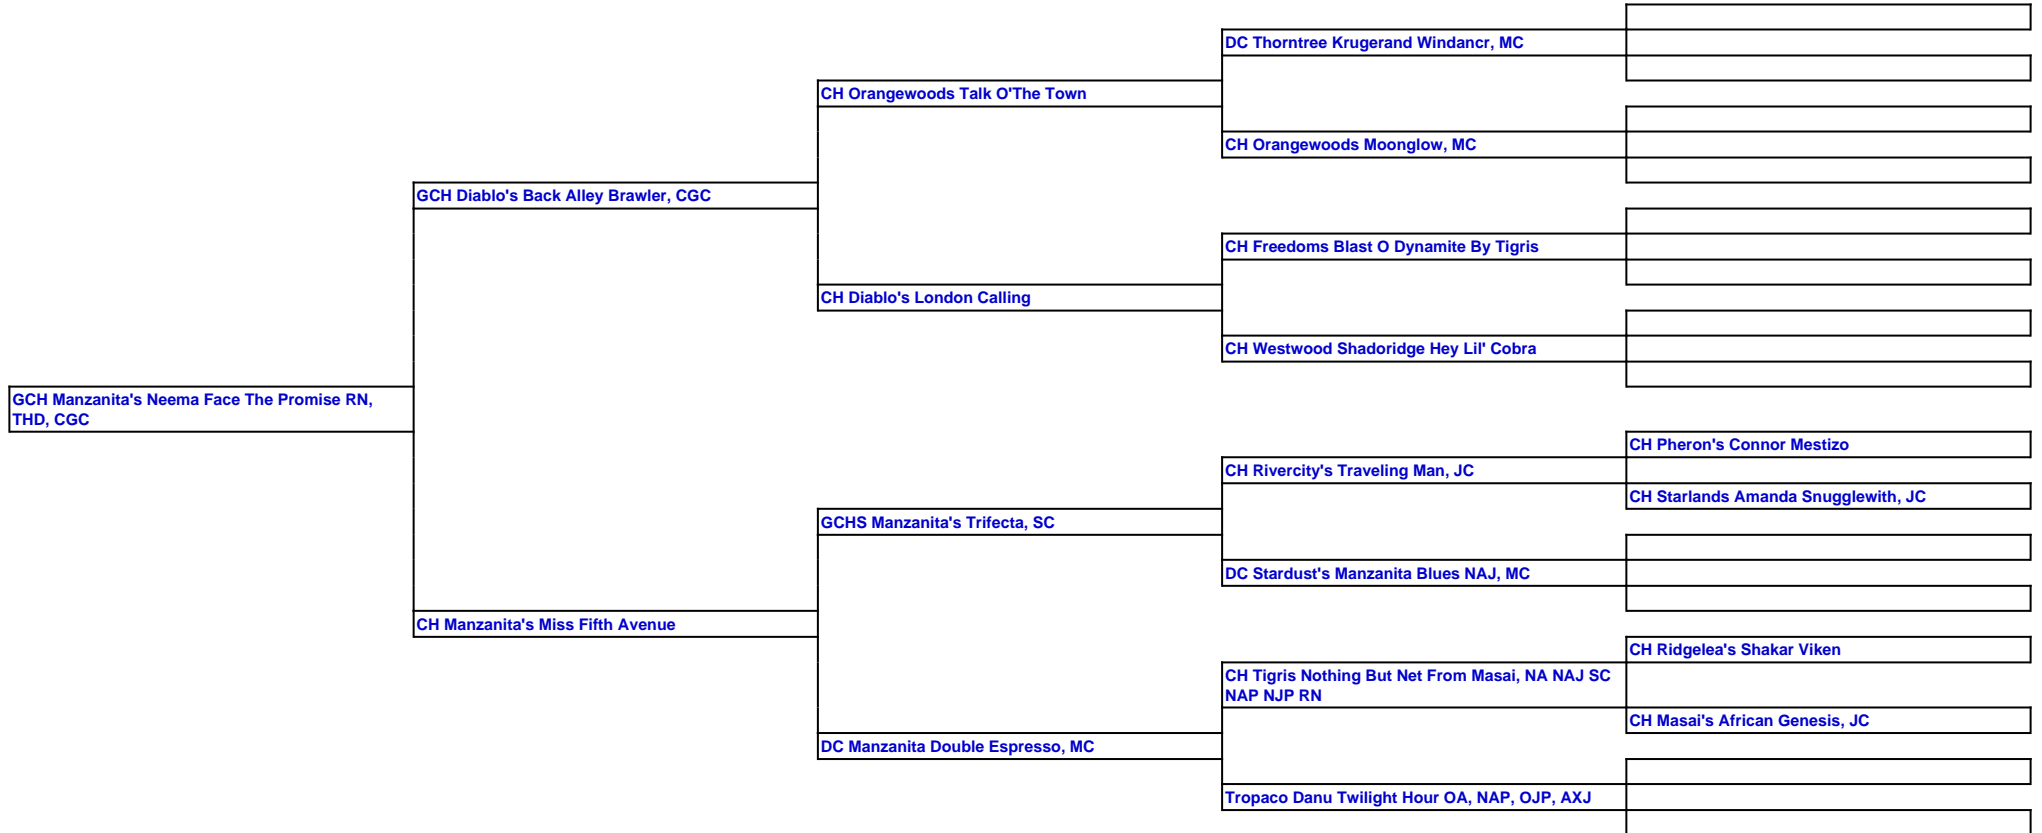 DC Thorntree Krugerand Windancr, MC
CH Orangewoods Talk O'The Town
CH Orangewoods Moonglow, MC
GCH Diablo's Back Alley Brawler, CGC
CH Freedoms Blast O Dynamite By Tigris
CH Diablo's London Calling
CH Westwood Shadoridge Hey Lil' Cobra
GCH Manzanita's Neema Face The Promise RN,
THD, CGC
CH Pheron's Connor Mestizo
CH Rivercity's Traveling Man, JC
CH Starlands Amanda Snugglewith, JC
GCHS Manzanita's Trifecta, SC
DC Stardust's Manzanita Blues NAJ, MC
CH Manzanita's Miss Fifth Avenue
CH Ridgelea's Shakar Viken
CH Tigris Nothing But Net From Masai, NA NAJ SC
NAP NJP RN
CH Masai's African Genesis, JC
DC Manzanita Double Espresso, MC
Tropaco Danu Twilight Hour OA, NAP, OJP, AXJ